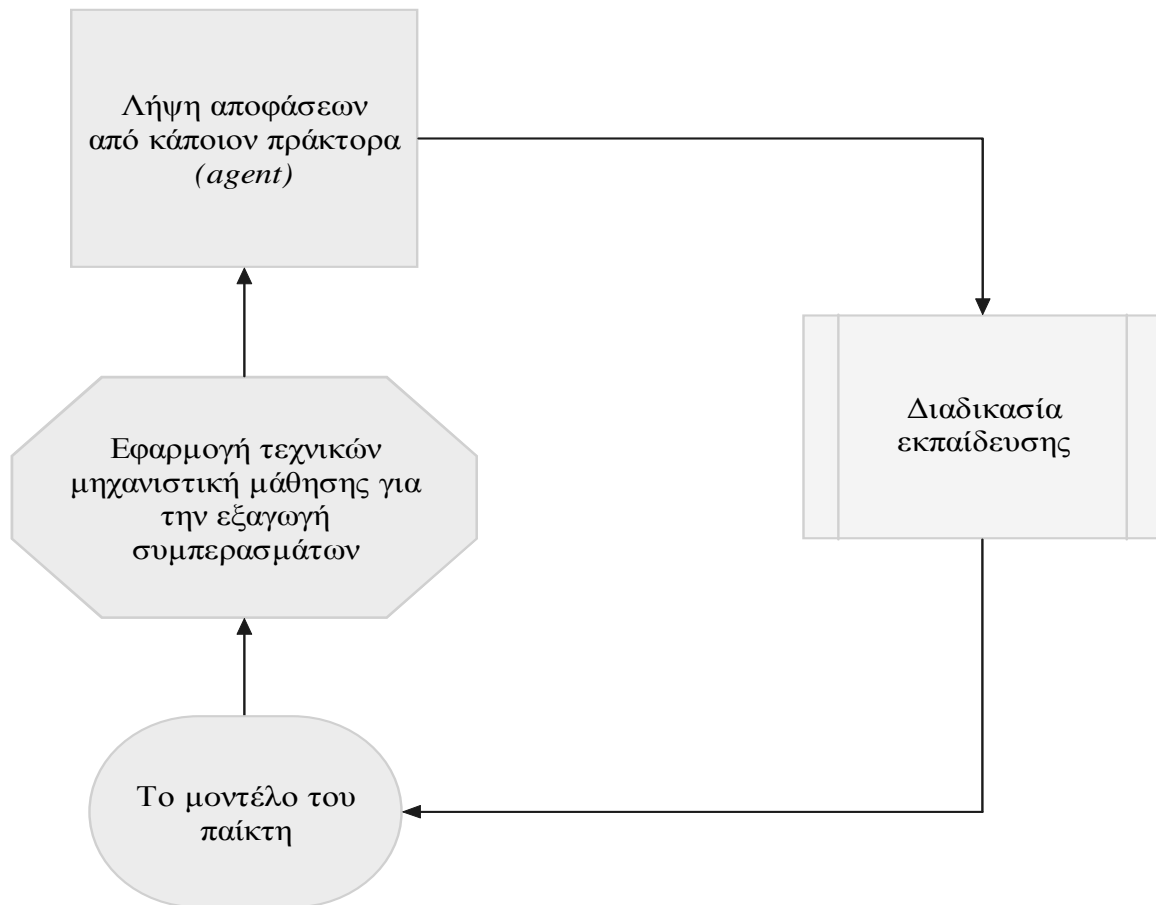 Λήψη αποφάσεων
από κάποιον πράκτορα
(agent)
Διαδικασία
εκπαίδευσης
Εφαρμογή τεχνικών
μηχανιστική μάθησης για
την εξαγωγή
συμπερασμάτων
Το μοντέλο του
παίκτη